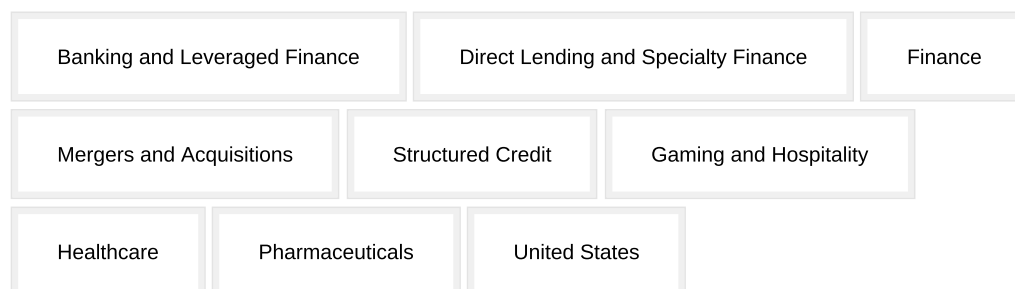 Banking and Leveraged Finance Direct Lending and Specialty Finance Finance
Mergers and Acquisitions Structured Credit Gaming and Hospitality
Healthcare Pharmaceuticals United States